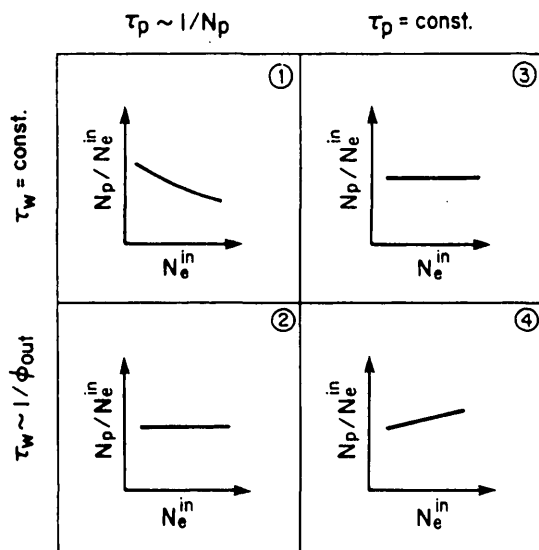 τp ~ 1/Np
τp = const.
τw = const.
①
Np / Ne^in
Ne^in
③
Np / Ne^in
Ne^in
τw ~ 1/ϕout
②
Np / Ne^in
Ne^in
④
Np / Ne^in
Ne^in